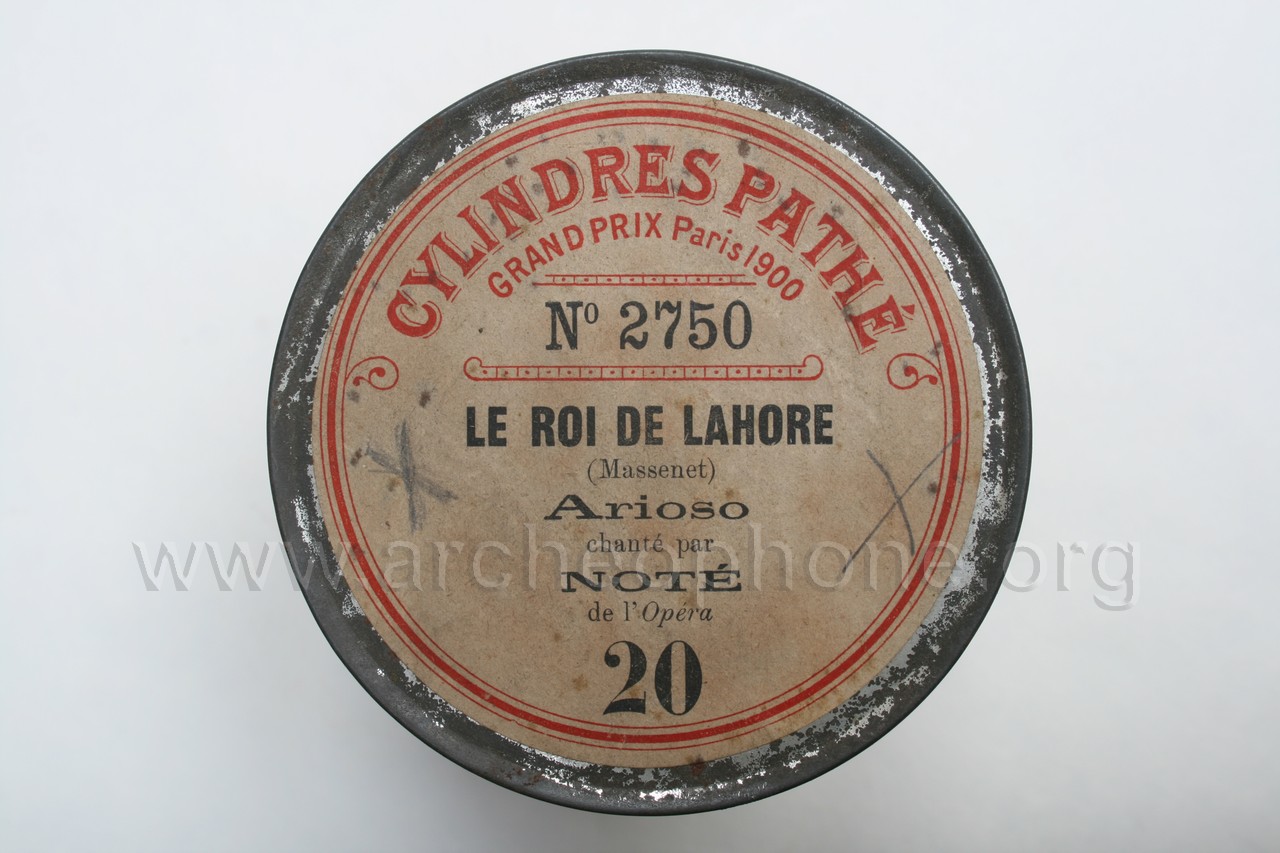 CYLINDRES PATHÉ
GRAND PRIX Paris 1900
Nº 2750
LE ROI DE LAHORE
(Massenet)
Arioso
chanté par
NOTÉ
de l'Opéra
20
www.archeophone.org